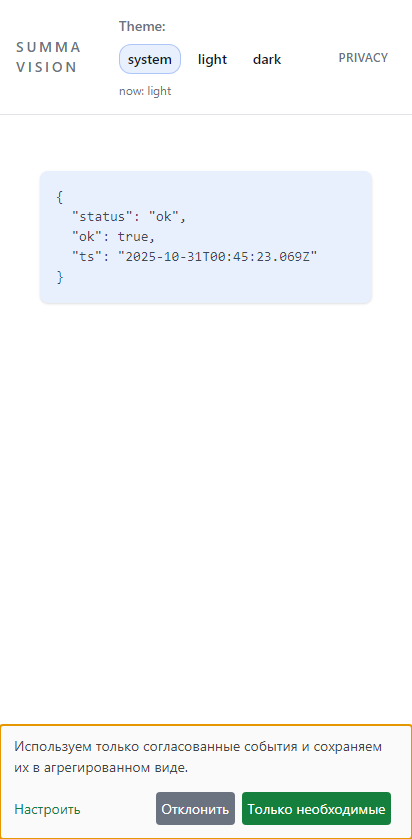 SUMMA
VISION
Theme:
system light dark
now: light
PRIVACY
{
  "status": "ok",
  "ok": true,
  "ts": "2025-10-31T00:45:23.069Z"
}
Используем только согласованные события и сохраняем
их в агрегированном виде.
Настроить Отклонить Только необходимые